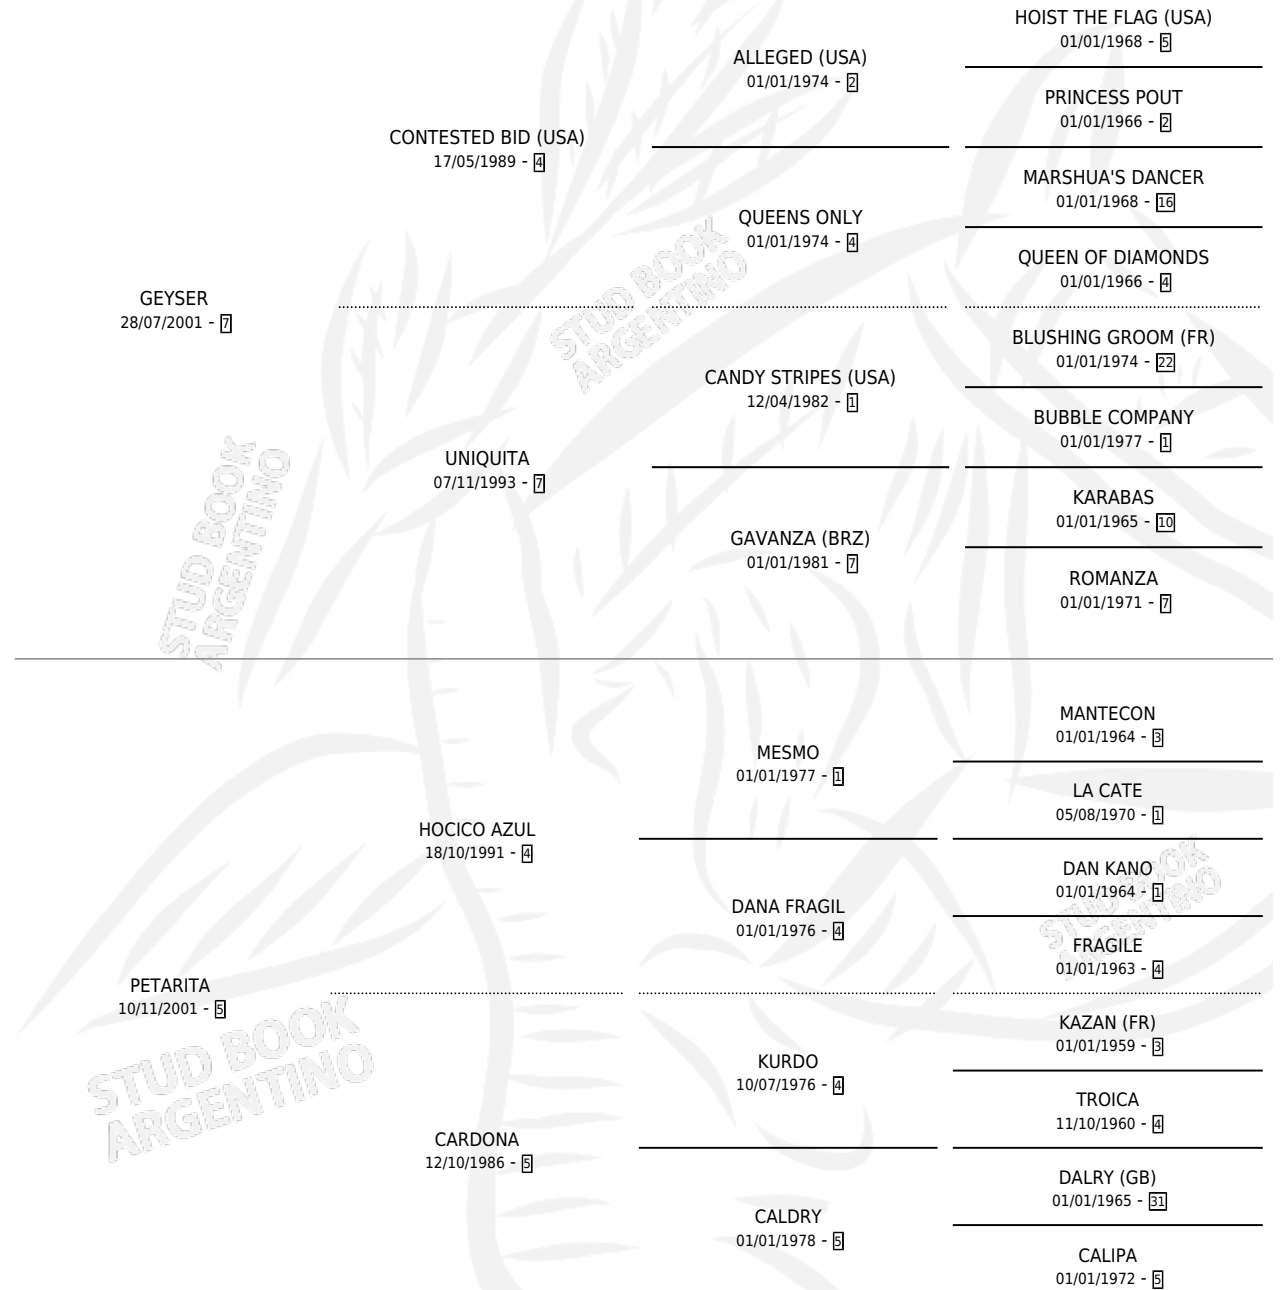 HOIST THE FLAG (USA)
01/01/1968 - 5
ALLEGED (USA)
01/01/1974 - 2
PRINCESS POUT
01/01/1966 - 2
CONTESTED BID (USA)
17/05/1989 - 4
MARSHUA'S DANCER
01/01/1968 - 16
QUEENS ONLY
01/01/1974 - 4
QUEEN OF DIAMONDS
01/01/1966 - 4
GEYSER
28/07/2001 - 7
BLUSHING GROOM (FR)
01/01/1974 - 22
CANDY STRIPES (USA)
12/04/1982 - 1
BUBBLE COMPANY
01/01/1977 - 1
UNIQUITA
07/11/1993 - 7
KARABAS
01/01/1965 - 10
GAVANZA (BRZ)
01/01/1981 - 7
ROMANZA
01/01/1971 - 7
MANTECON
01/01/1964 - 3
MESMO
01/01/1977 - 1
LA CATE
05/08/1970 - 1
HOCICO AZUL
18/10/1991 - 4
DAN KANO
01/01/1964 - 1
DANA FRAGIL
01/01/1976 - 4
FRAGILE
01/01/1963 - 4
PETARITA
10/11/2001 - 5
KAZAN (FR)
01/01/1959 - 3
KURDO
10/07/1976 - 4
TROICA
11/10/1960 - 4
CARDONA
12/10/1986 - 5
DALRY (GB)
01/01/1965 - 31
CALDRY
01/01/1978 - 5
CALIPA
01/01/1972 - 5
STUD BOOK
ARGENTINO
STUD BOOK
ARGENTINO
STUD BOOK
ARGENTINO
STUD BOOK
ARGENTINO